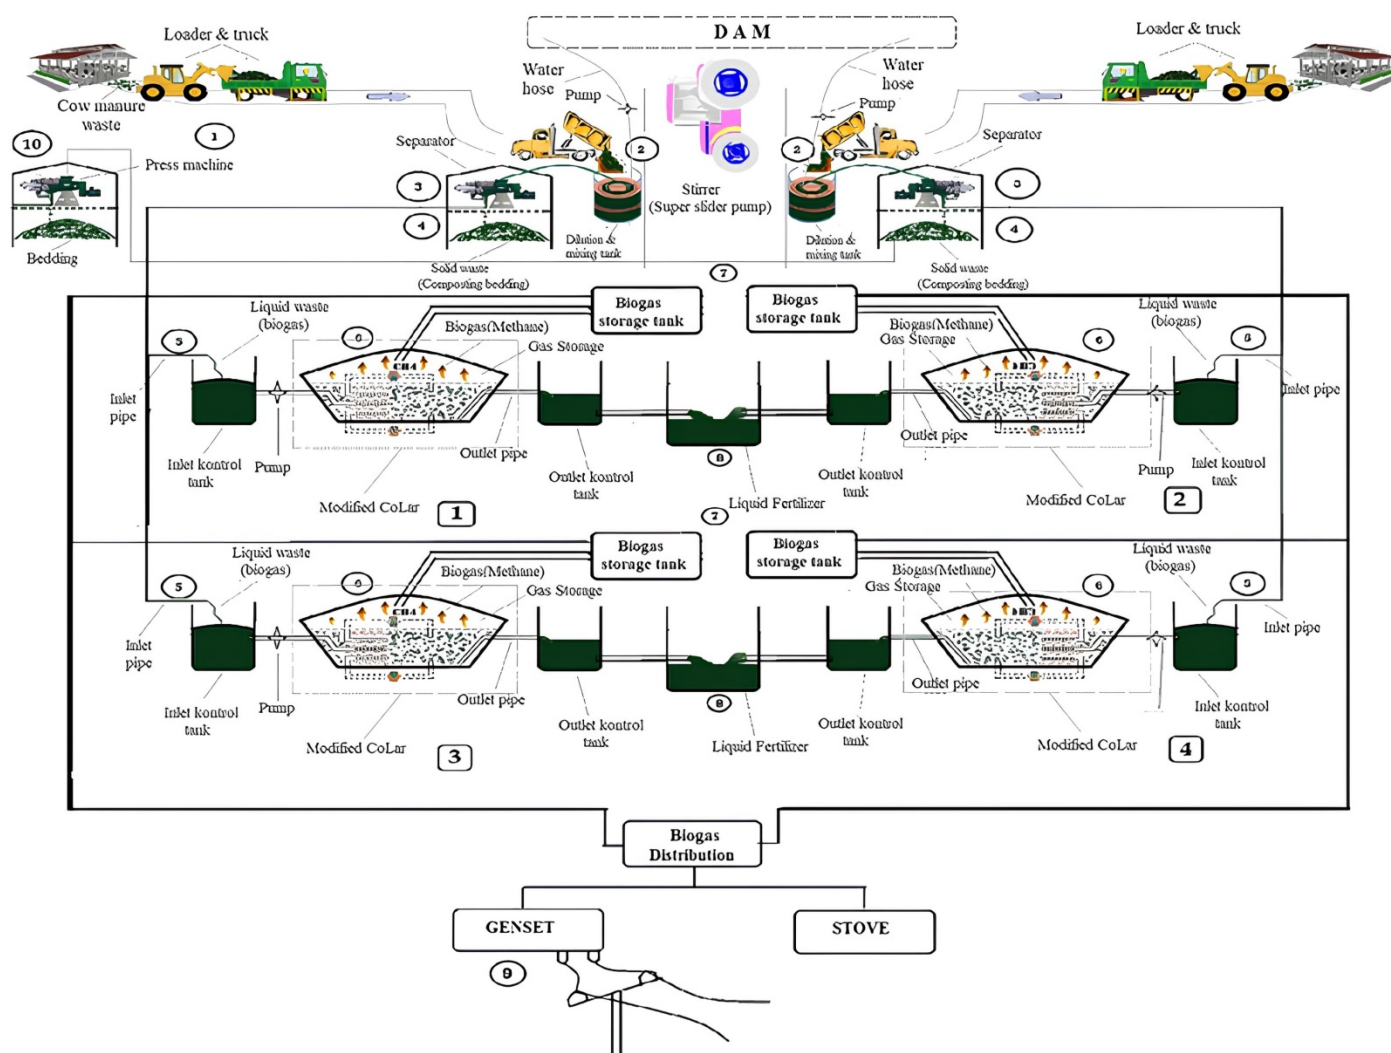 D A M
Loader & truck
Loader & truck
Water
hose
Water
hose
Pump
Pump
Cow manure
waste
1
10
Press machine
Separator
2
2
Separator
3
3
Stirrer
(Super slider pump)
4
4
Bedding
Dilution &
mixing tank
Dilution &
mixing tank
Solid waste
(Composting bedding)
Solid waste
(Composting bedding)
7
Biogas
storage tank
Biogas
storage tank
Liquid waste
(biogas)
Biogas(Methane)
Gas Storage
Biogas(Methane)
Gas Storage
Liquid waste
(biogas)
5
6
6
CH4
Inlet
pipe
Inlet pipe
Outlet pipe
Outlet pipe
Inlet kontrol
tank
Pump
Outlet kontrol
tank
8
Outlet kontrol
tank
Pump
Inlet kontrol
tank
Modified CoLar
1
Liquid Fertilizer
Modified CoLar
2
7
Biogas
storage tank
Biogas
storage tank
Liquid waste
(biogas)
Biogas(Methane)
Gas Storage
Biogas(Methane)
Gas Storage
Liquid waste
(biogas)
5
6
6
5
CH4
Inlet
pipe
Inlet pipe
Outlet pipe
Outlet pipe
Inlet kontrol
tank
Pump
Outlet kontrol
tank
8
Outlet kontrol
tank
Pump
Inlet kontrol
tank
Modified CoLar
3
Liquid Fertilizer
Modified CoLar
4
Biogas
Distribution
GENSET
STOVE
9